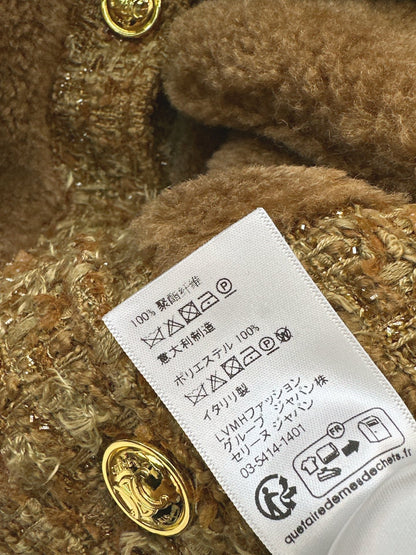 100% 聚酯纤维
意大利制造
ポリエステル 100%
イタリリ製
LVMHファッション
グループ ジャパン株
セリーヌ ジャパン
03-5414-1401
FR
quefairedemesdechets.fr